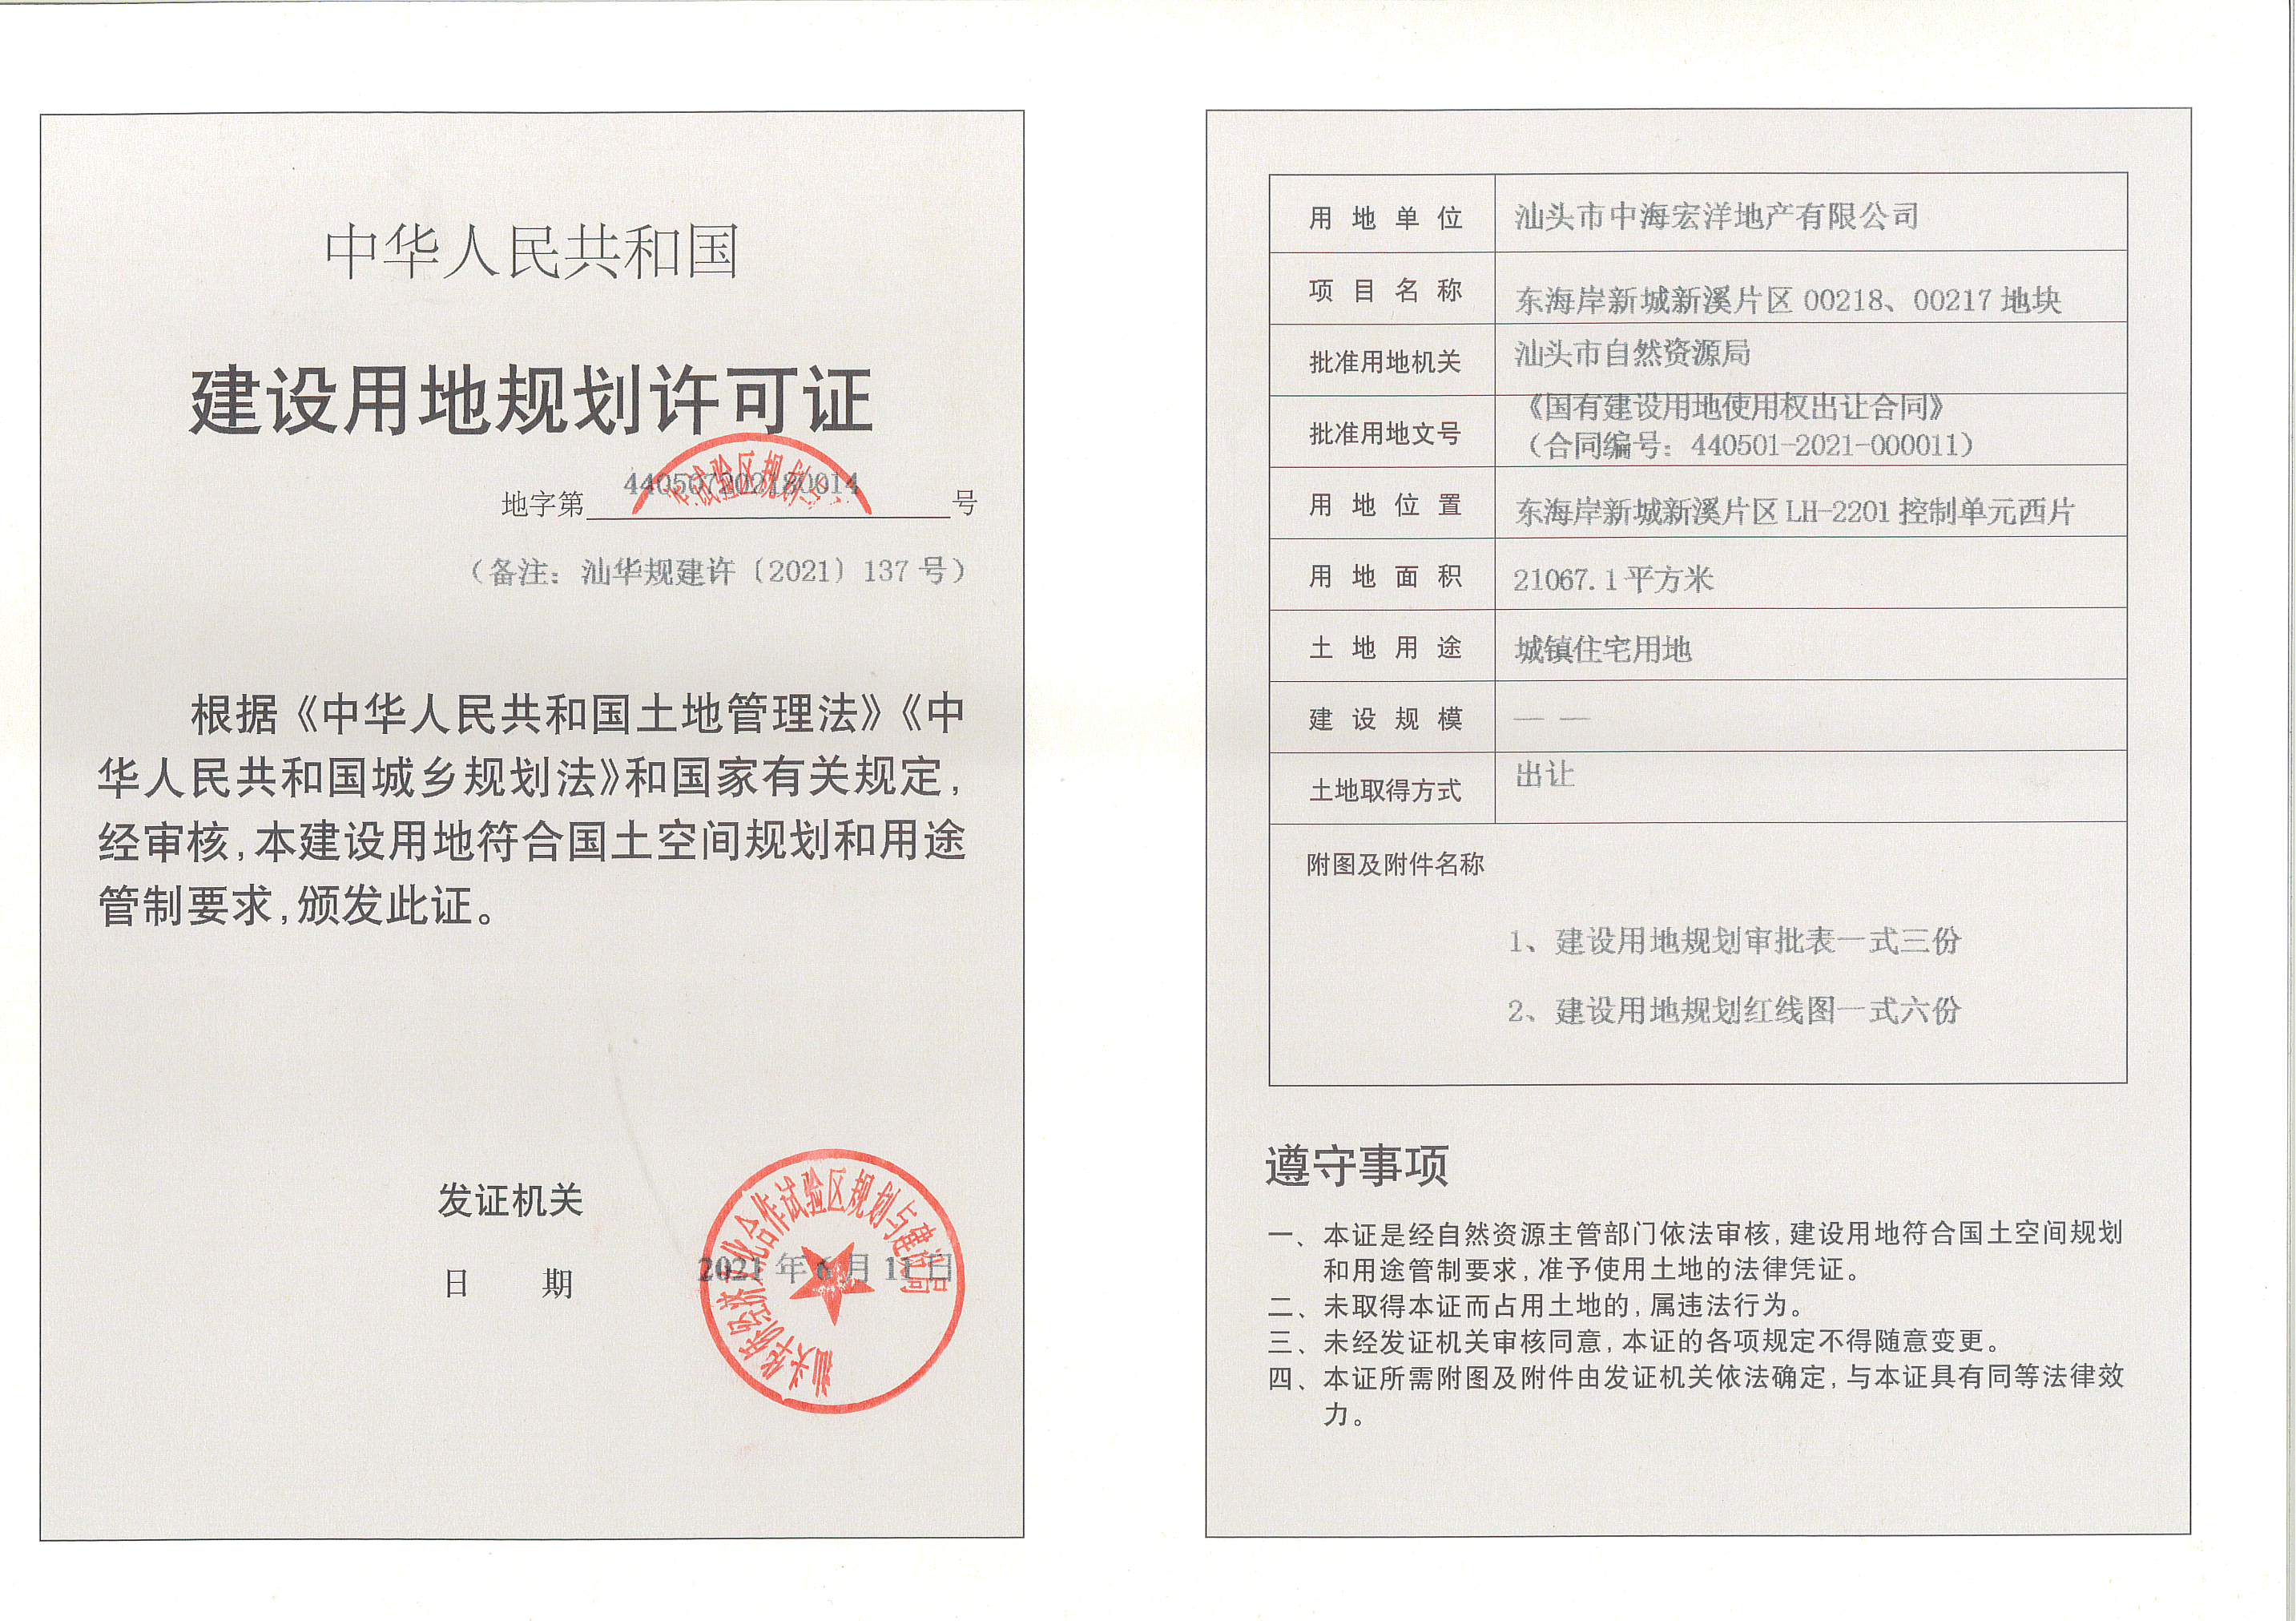 中华人民共和国
建设用地规划许可证
地字第 440507202180014 号
（备注：汕华规建许〔2021〕137号）
根据《中华人民共和国土地管理法》《中
华人民共和国城乡规划法》和国家有关规定，
经审核，本建设用地符合国土空间规划和用途
管制要求，颁发此证。
发证机关
日 期 2021年6月11日
汕头华侨经济文化合作试验区规划与建设局
用地单位 汕头市中海宏洋地产有限公司
项目名称 东海岸新城新溪片区00218、00217地块
批准用地机关 汕头市自然资源局
批准用地文号 《国有建设用地使用权出让合同》
（合同编号：440501-2021-000011）
用地位置 东海岸新城新溪片区LH-2201控制单元西片
用地面积 21067.1平方米
土地用途 城镇住宅用地
建设规模 — —
土地取得方式 出让
附图及附件名称
1、建设用地规划审批表一式三份
2、建设用地规划红线图一式六份
遵守事项
一、本证是经自然资源主管部门依法审核，建设用地符合国土空间规划
和用途管制要求，准予使用土地的法律凭证。
二、未取得本证而占用土地的，属违法行为。
三、未经发证机关审核同意，本证的各项规定不得随意变更。
四、本证所需附图及附件由发证机关依法确定，与本证具有同等法律效
力。